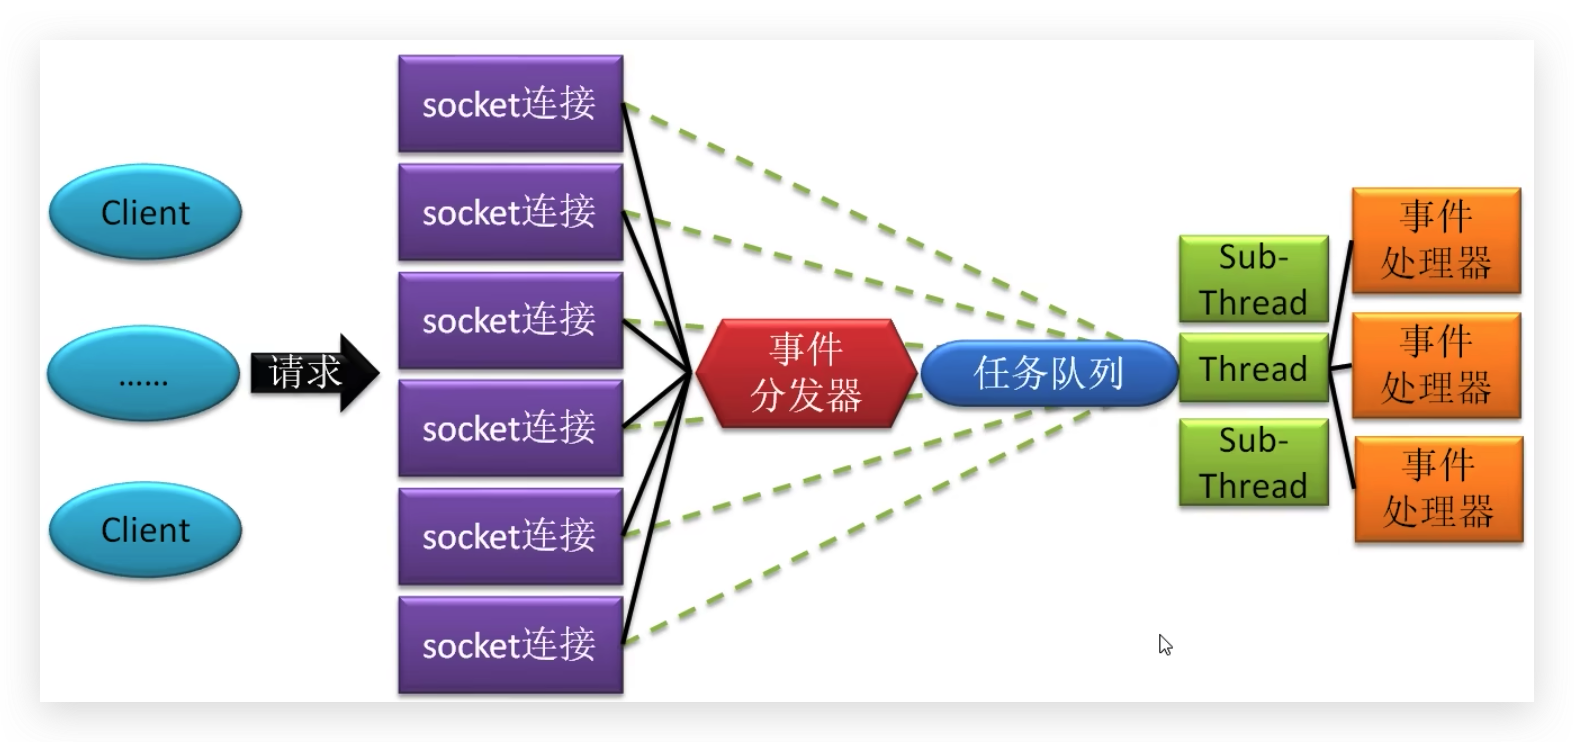 Client
……
Client
请求
socket连接
socket连接
socket连接
socket连接
socket连接
socket连接
事件
分发器
任务队列
Sub-
Thread
Thread
Sub-
Thread
事件
处理器
事件
处理器
事件
处理器